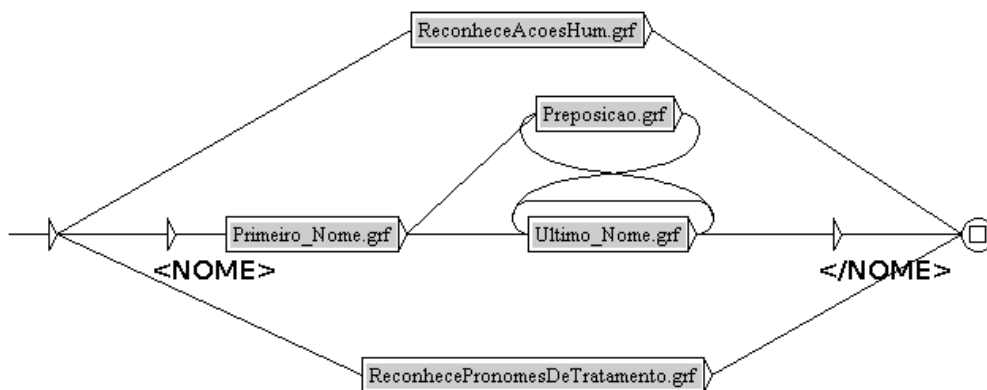 ReconheceAcoesHum.grf
Preposicao.grf
Primeiro_Nome.grf
Ultimo_Nome.grf
<NOME>
</NOME>
ReconhecePronomesDeTratamento.grf